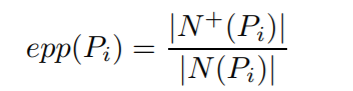 epp(P_i) = |N^+(P_i)| / |N(P_i)|